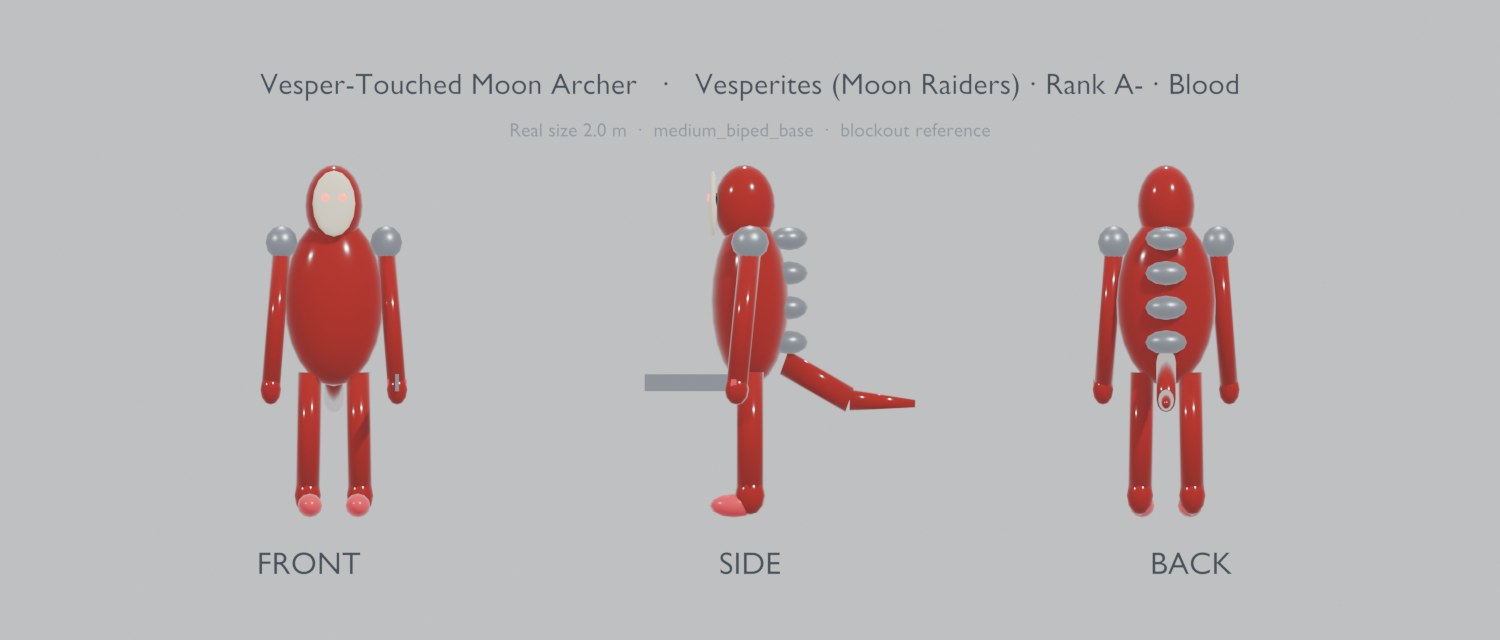 Vesper-Touched Moon Archer · Vesperites (Moon Raiders) · Rank A- · Blood
Real size 2.0 m · medium_biped_base · blockout reference
FRONT SIDE BACK